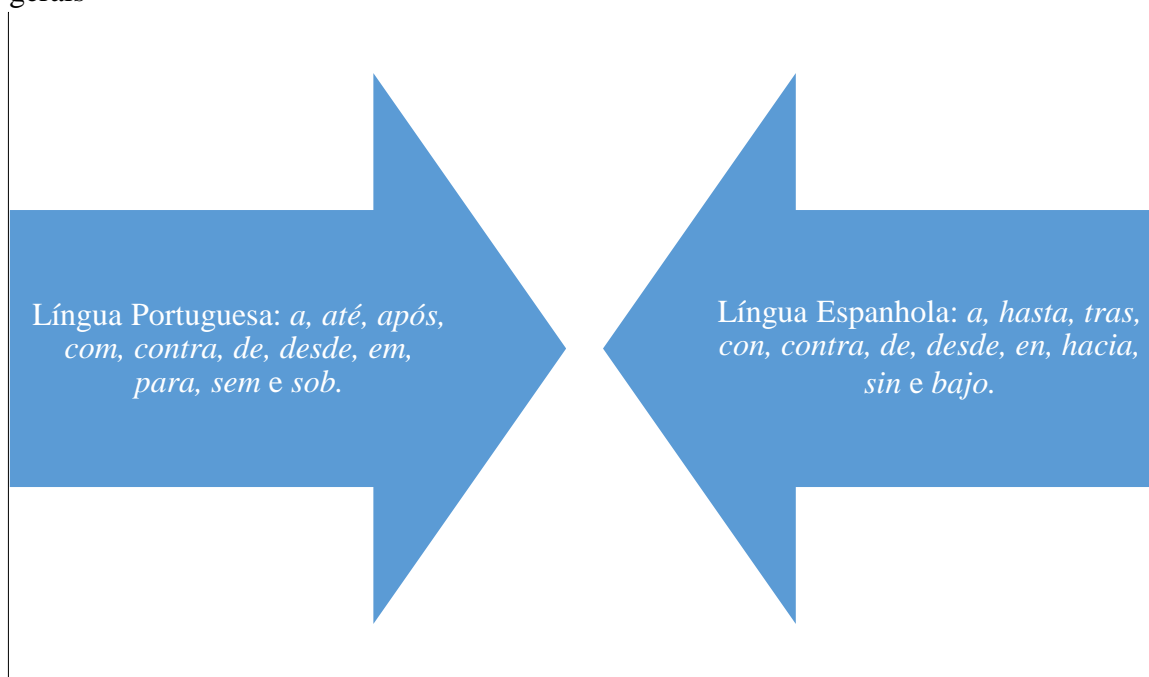 gerais
Língua Portuguesa: a, até, após,
com, contra, de, desde, em,
para, sem e sob.
Língua Espanhola: a, hasta, tras,
con, contra, de, desde, en, hacia,
sin e bajo.